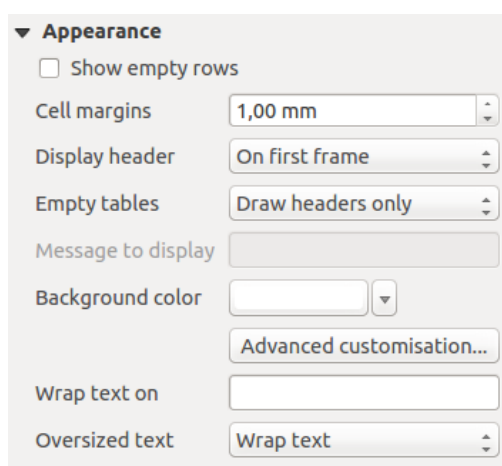 Appearance
Show empty rows
Cell margins 1,00 mm
Display header On first frame
Empty tables Draw headers only
Message to display
Background color
Advanced customisation...
Wrap text on
Oversized text Wrap text